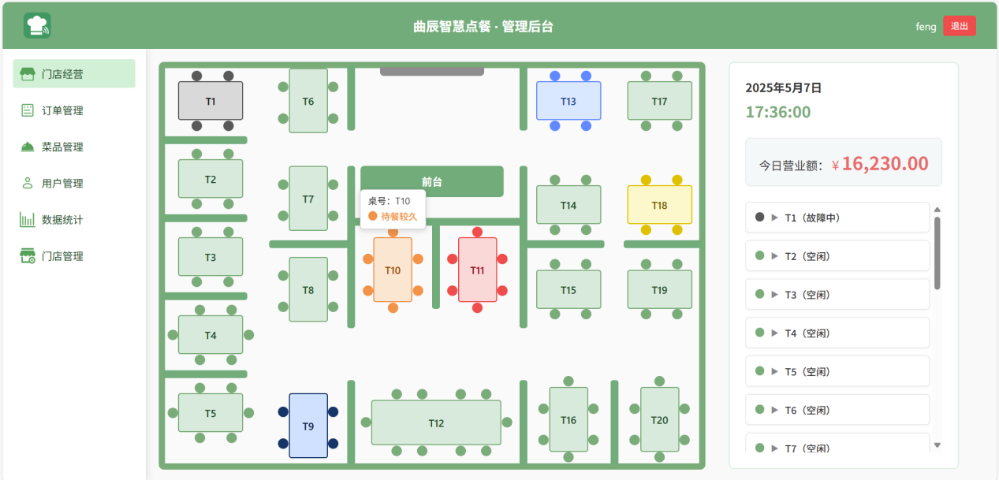 曲辰智慧点餐 · 管理后台
feng
退出
门店经营
订单管理
菜品管理
用户管理
数据统计
门店管理
T1
T6
T13
T17
T2
T7
前台
桌号：T10
待餐较久
T14
T18
T3
T8
T10
T11
T15
T19
T4
T5
T9
T12
T16
T20
2025年5月7日
17:36:00
今日营业额：￥16,230.00
▶ T1（故障中）
▶ T2（空闲）
▶ T3（空闲）
▶ T4（空闲）
▶ T5（空闲）
▶ T6（空闲）
▶ T7（空闲）